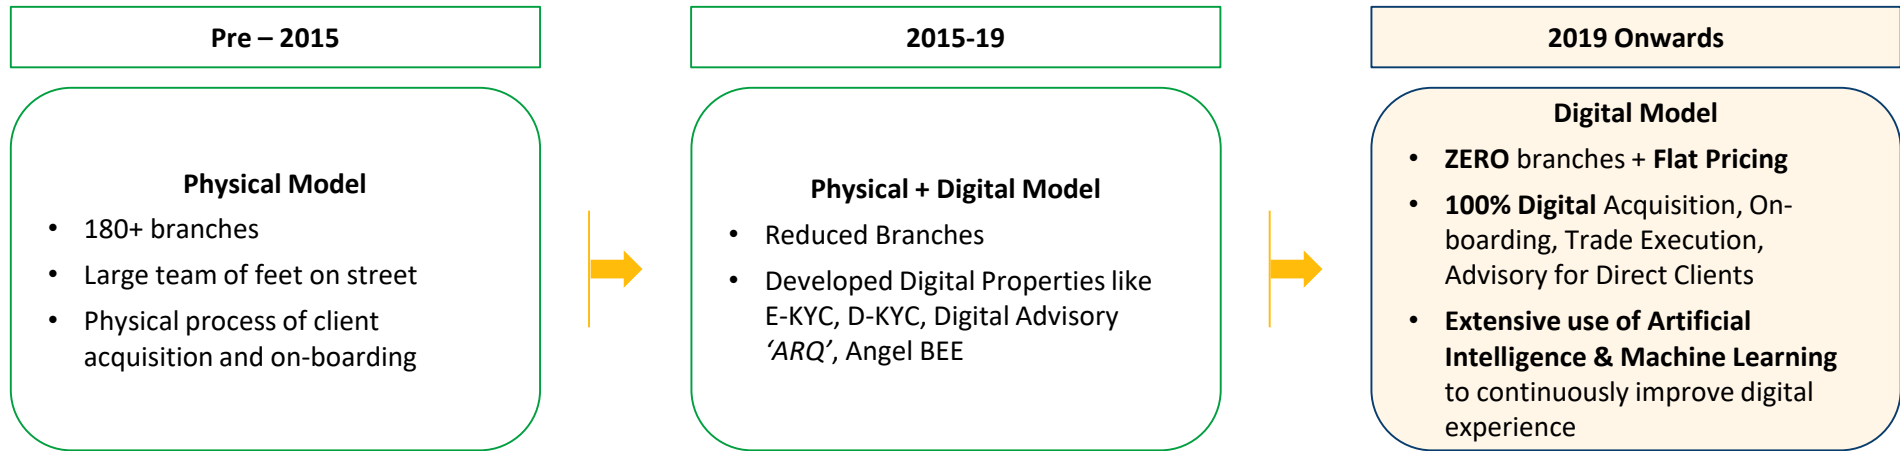 Pre – 2015
Physical Model
• 180+ branches
• Large team of feet on street
• Physical process of client
acquisition and on-boarding
2015-19
Physical + Digital Model
• Reduced Branches
• Developed Digital Properties like
E-KYC, D-KYC, Digital Advisory
‘ARQ’, Angel BEE
2019 Onwards
Digital Model
• ZERO branches + Flat Pricing
• 100% Digital Acquisition, On-
boarding, Trade Execution,
Advisory for Direct Clients
• Extensive use of Artificial
Intelligence & Machine Learning
to continuously improve digital
experience